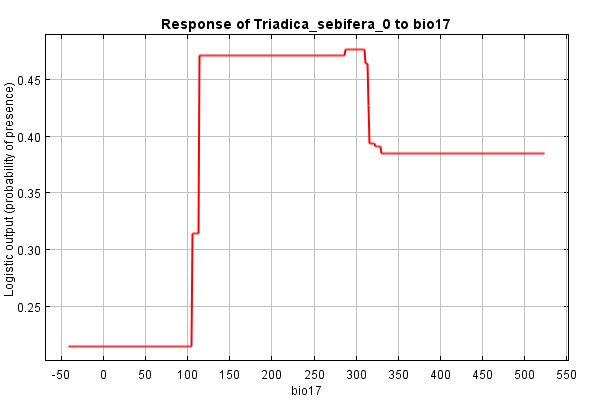 Response of Triadica_sebifera_0 to bio17
Logistic output (probability of presence)
0.45
0.40
0.35
0.30
0.25
-50 0 50 100 150 200 250 300 350 400 450 500 550
bio17